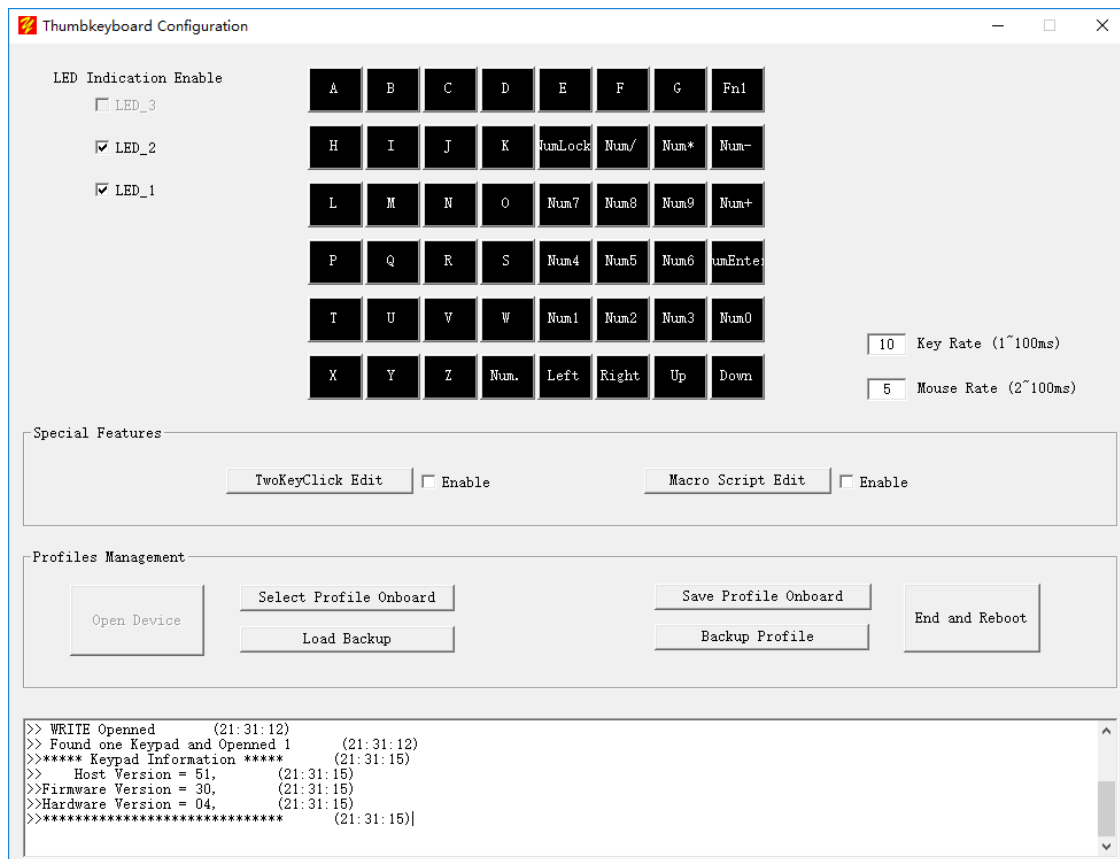 Thumbkeyboard Configuration
LED Indication Enable
LED_3
LED_2
LED_1
A B C D E F G Fn1
H I J K NumLock Num/ Num* Num-
L M N O Num7 Num8 Num9 Num+
P Q R S Num4 Num5 Num6 umEnte
T U V W Num1 Num2 Num3 Num0
X Y Z Num. Left Right Up Down
10 Key Rate (1~100ms)
5 Mouse Rate (2~100ms)
Special Features
TwoKeyClick Edit Enable Macro Script Edit Enable
Profiles Management
Open Device
Select Profile Onboard
Load Backup
Save Profile Onboard
Backup Profile
End and Reboot
>> WRITE Openned (21:31:12)
>> Found one Keypad and Openned 1 (21:31:12)
>>***** Keypad Information ***** (21:31:15)
>> Host Version = 51, (21:31:15)
>>Firmware Version = 30, (21:31:15)
>>Hardware Version = 04, (21:31:15)
>>****************************** (21:31:15)